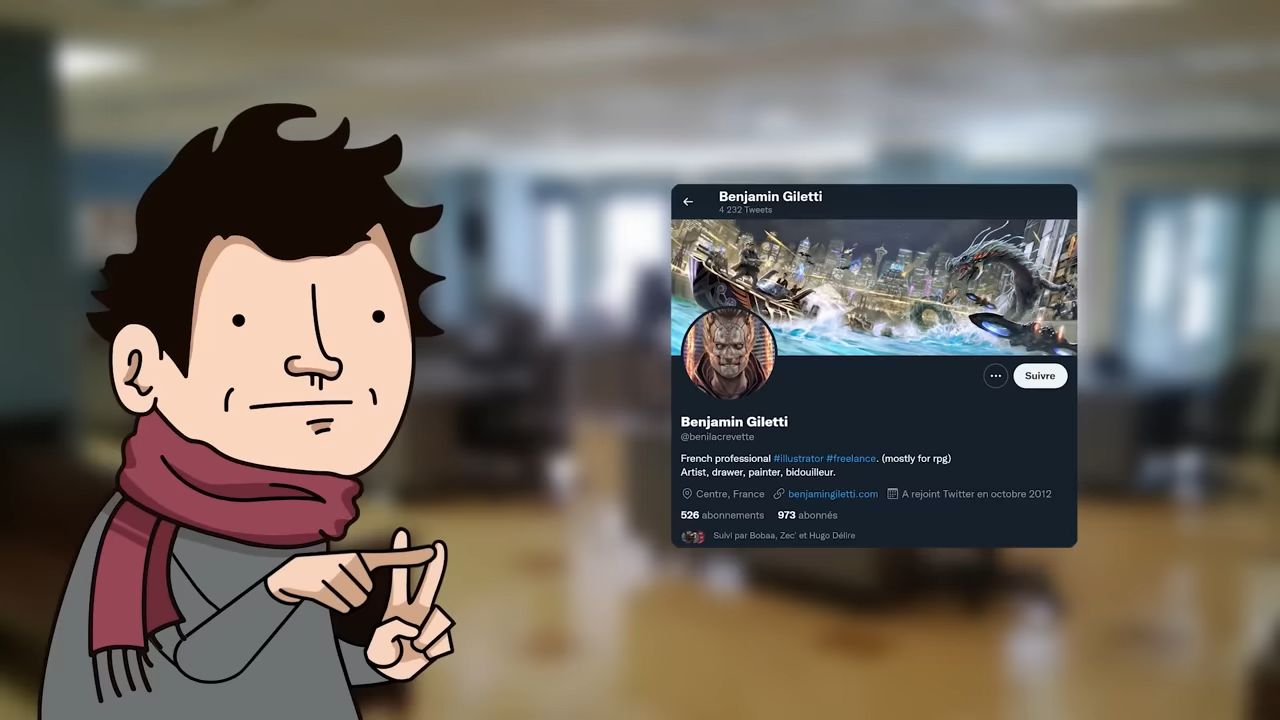 Benjamin Giletti
4 232 Tweets
Suivre
Benjamin Giletti
@benilacrevette
French professional #illustrator #freelance. (mostly for rpg)
Artist, drawer, painter, bidouilleur.
Centre, France benjamingiletti.com A rejoint Twitter en octobre 2012
526 abonnements 973 abonnés
Suivi par Bobaa, Zec' et Hugo Délire